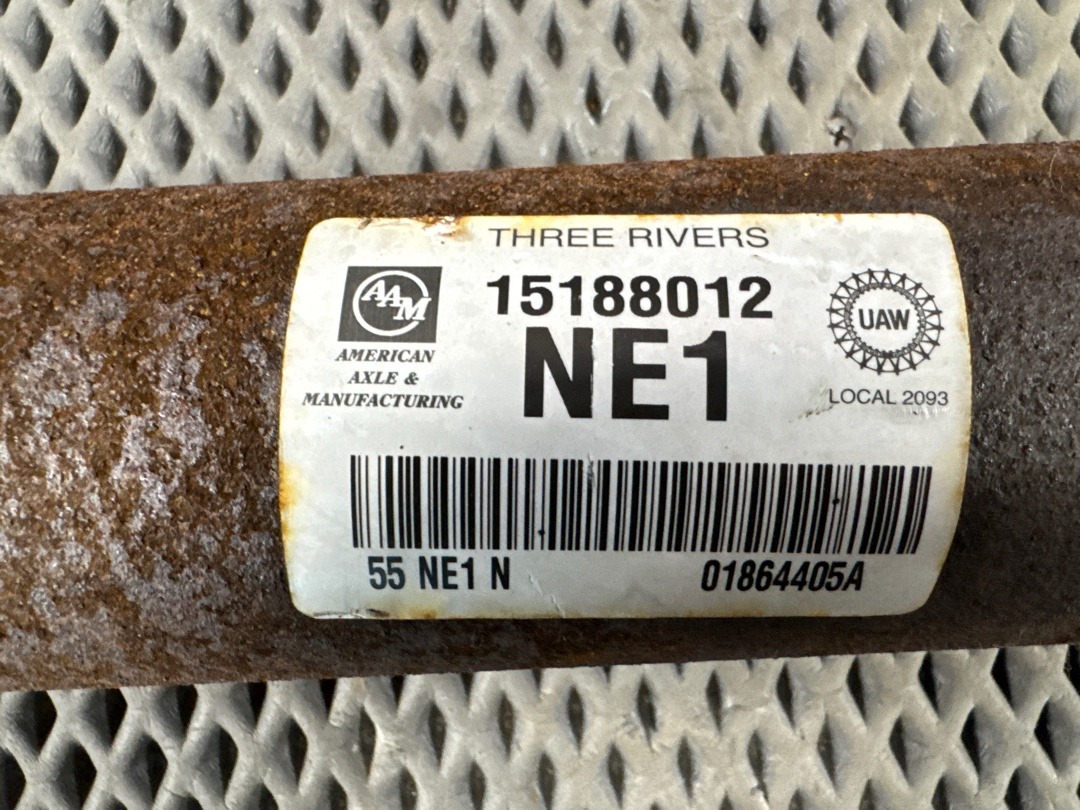 THREE RIVERS
AAM
AMERICAN
AXLE &
MANUFACTURING
15188012
NE1
UAW
LOCAL 2093
55 NE1 N
01864405A